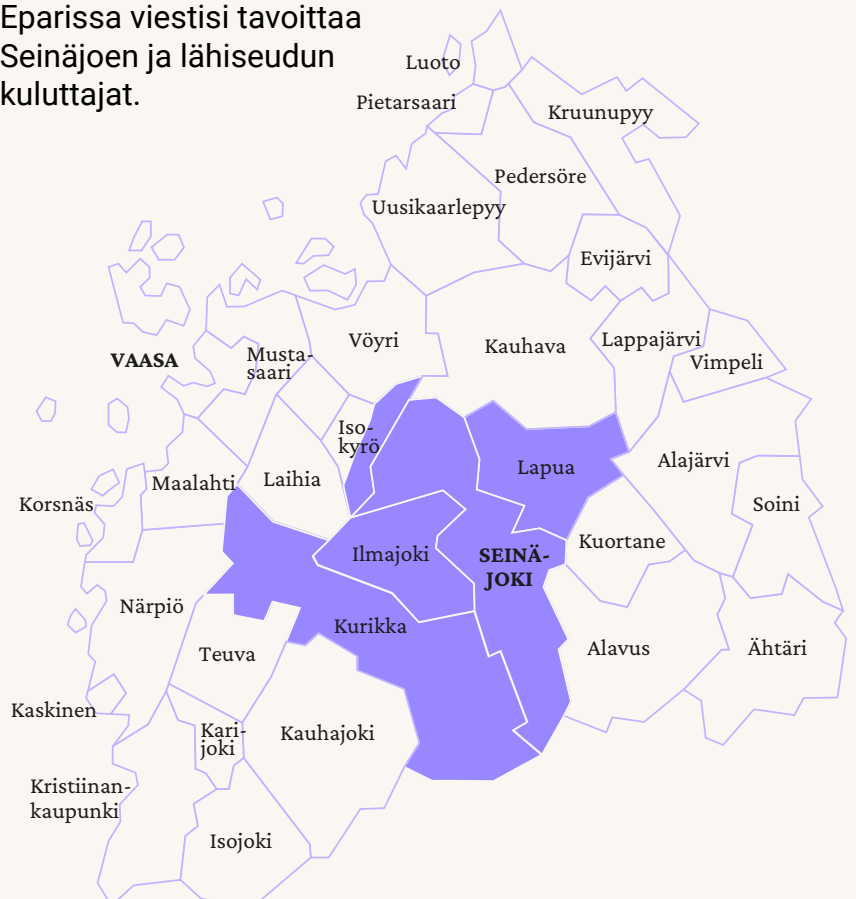 Eparissa viestisi tavoittaa
Seinäjoen ja lähiseudun
kuluttajat.
Luoto
Pietarsaari
Kruunupyy
Pedersöre
Uusikaarlepyy
Evijärvi
Vöyri
Kauhava
Lappajärvi
VAASA
Musta-
saari
Vimpeli
Iso-
kyrö
Lapua
Alajärvi
Maalahti
Laihia
Korsnäs
Soini
Kuortane
Ilmajoki
SEINÄ-
JOKI
Närpiö
Kurikka
Teuva
Alavus
Ähtäri
Kaskinen
Kari-
joki
Kauhajoki
Kristiinan-
kaupunki
Isojoki